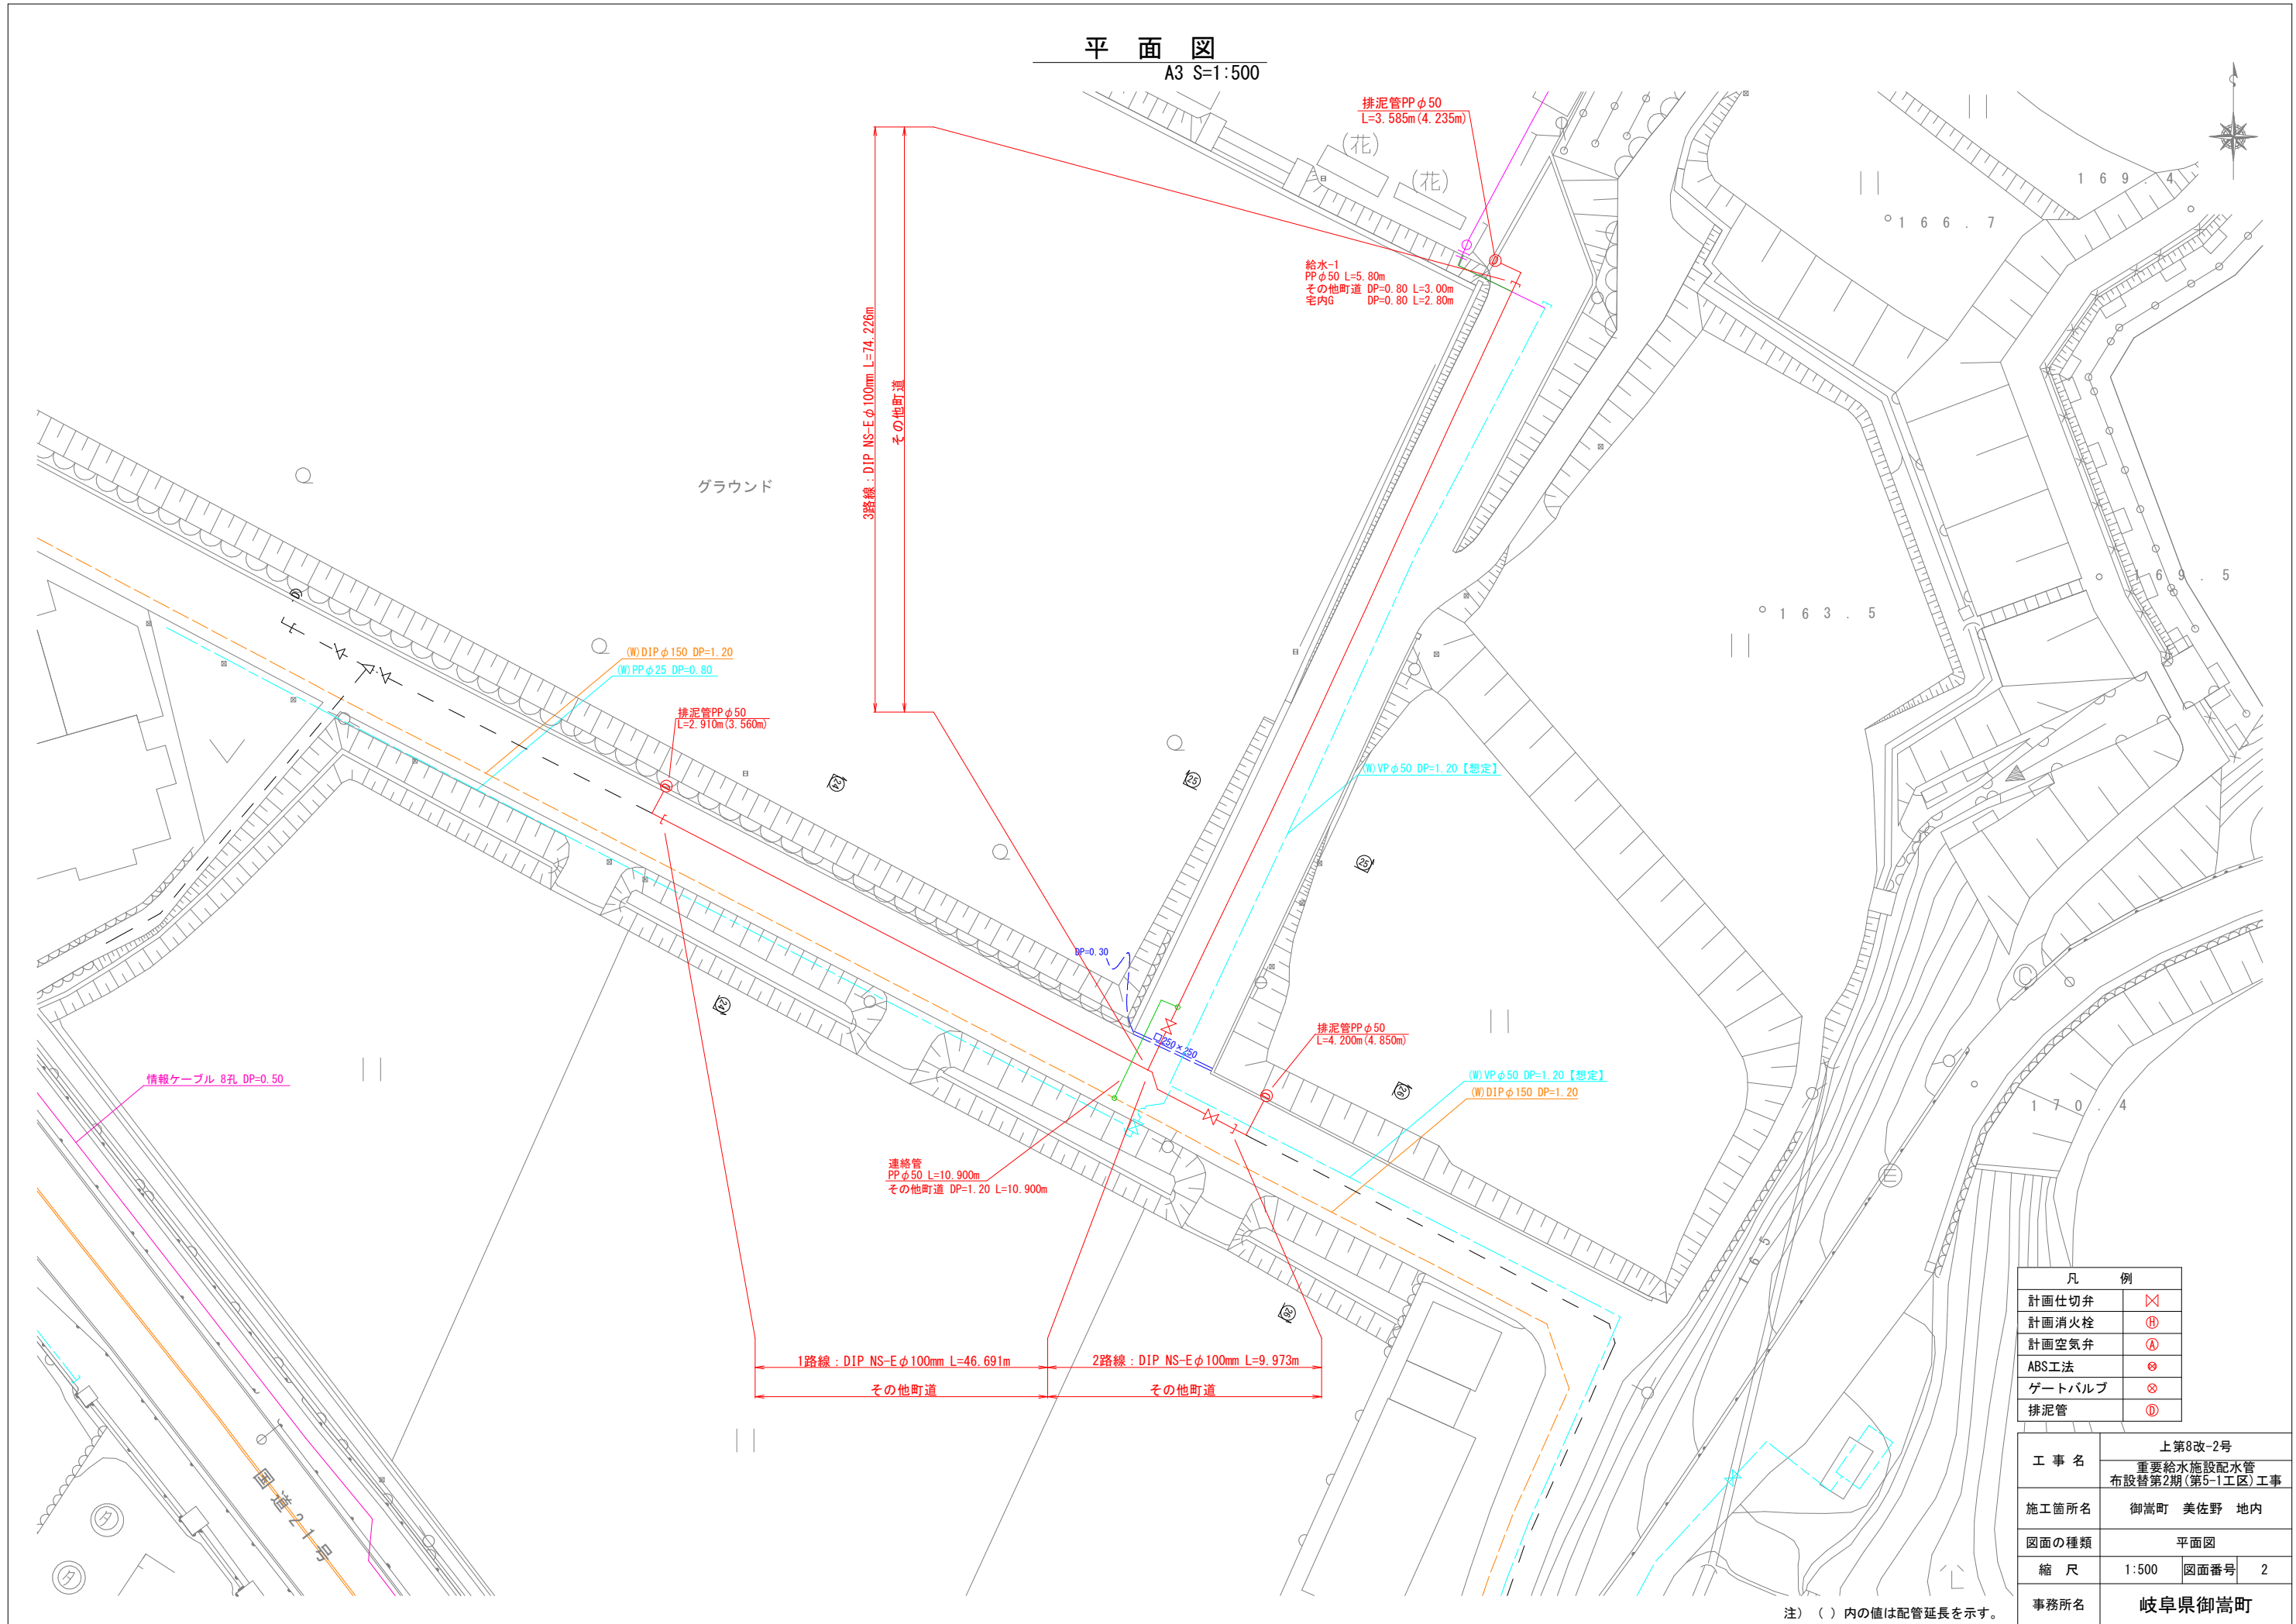 平 面 図
A3 S=1:500
排泥管PPφ50
L=3.585m(4.235m)
(花)
(花)
169.4
166.7
給水-1
PPφ50 L=5.80m
その他町道 DP=0.80 L=3.00m
宅内G DP=0.80 L=2.80m
3路線：DIP NS-Eφ100mm L=74.226m
その他町道
グラウンド
169.5
163.5
(W)DIPφ150 DP=1.20
(W)PPφ25 DP=0.80
排泥管PPφ50
L=2.910m(3.560m)
D
D
D
24
25
(W)VPφ50 DP=1.20【想定】
25
DP=0.30
24
□250×250
排泥管PPφ50
L=4.200m(4.850m)
D
情報ケーブル 8孔 DP=0.50
26
(W)VPφ50 DP=1.20【想定】
(W)DIPφ150 DP=1.20
170.4
連絡管
PPφ50 L=10.900m
その他町道 DP=1.20 L=10.900m
165
26
1路線：DIP NS-Eφ100mm L=46.691m
2路線：DIP NS-Eφ100mm L=9.973m
その他町道
その他町道
国道21号
タ
タ
凡 例
計画仕切弁
計画消火栓 H
計画空気弁 A
ABS工法
ゲートバルブ
排泥管 D
工 事 名
上第8改-2号
重要給水施設配水管
布設替第2期(第5-1工区)工事
施工箇所名 御嵩町 美佐野 地内
図面の種類 平面図
縮 尺 1:500 図面番号 2
事務所名 岐阜県御嵩町
注) ( )内の値は配管延長を示す。